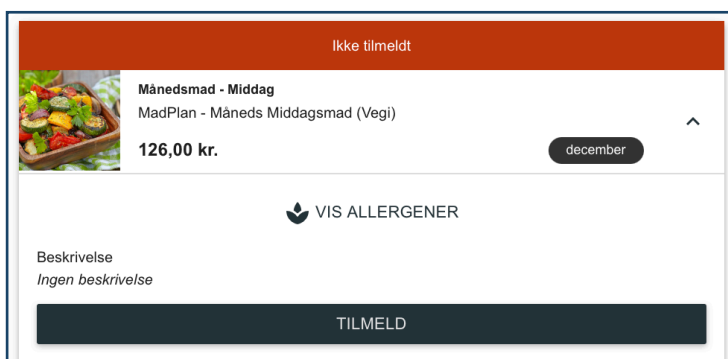 Ikke tilmeldt
Månedsmad - Middag
MadPlan - Måneds Middagsmad (Vegi)
126,00 kr.
december
VIS ALLERGENER
Beskrivelse
Ingen beskrivelse
TILMELD